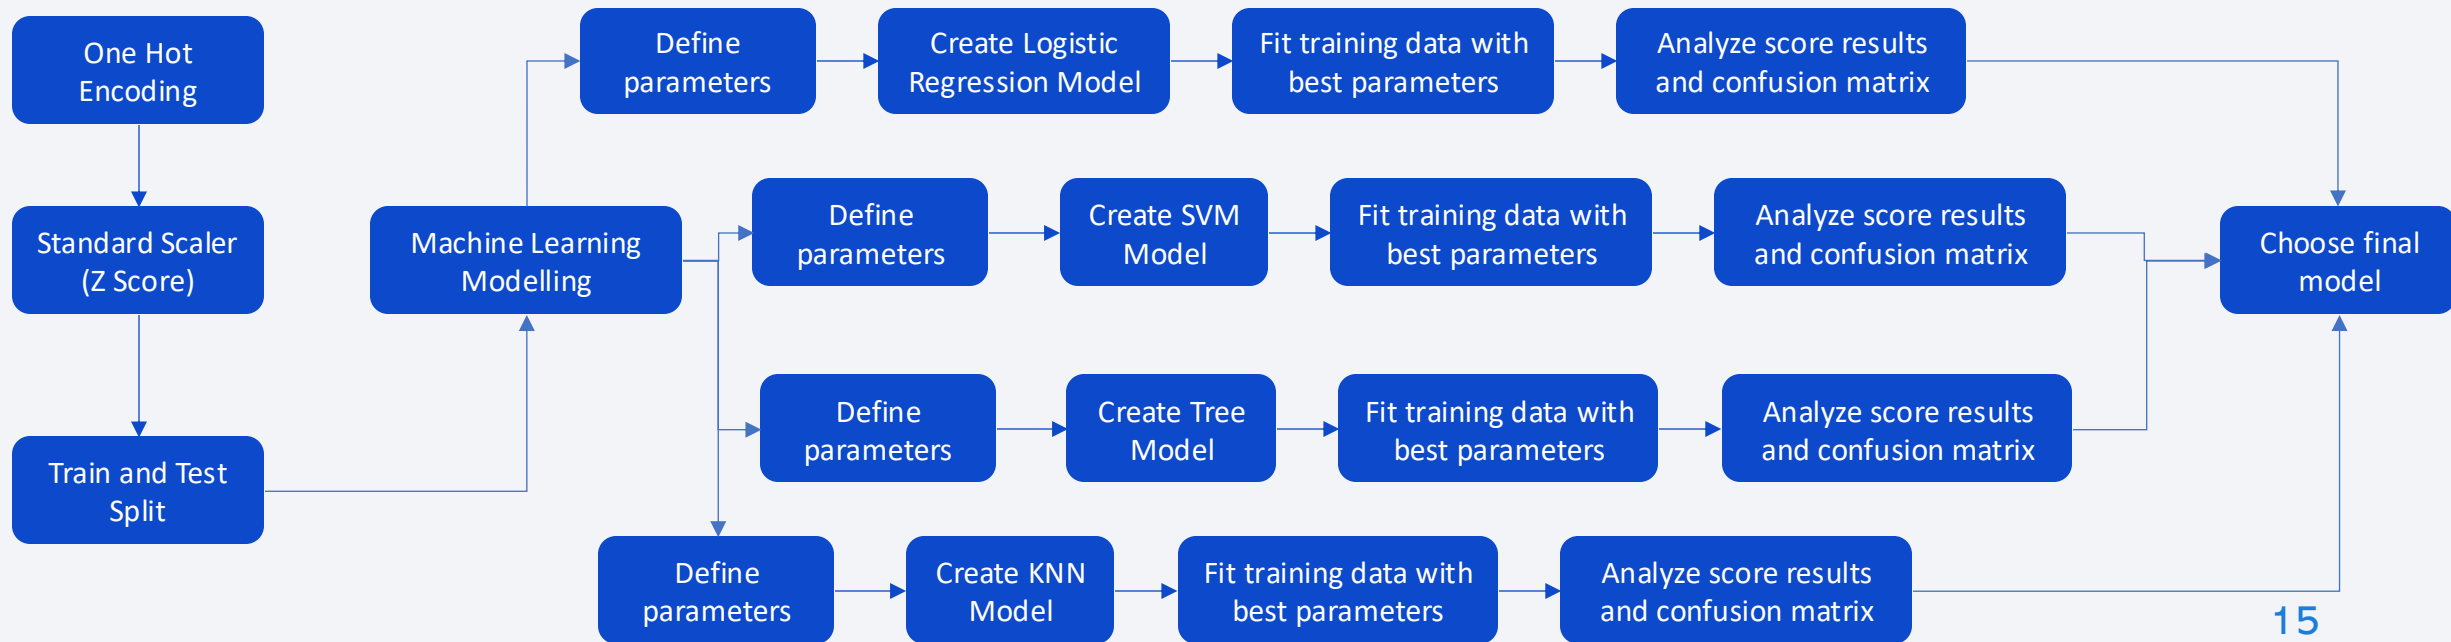 One Hot
Encoding
Standard Scaler
(Z Score)
Train and Test
Split
Machine Learning
Modelling
Define
parameters
Create Logistic
Regression Model
Fit training data with
best parameters
Analyze score results
and confusion matrix
Define
parameters
Create SVM
Model
Fit training data with
best parameters
Analyze score results
and confusion matrix
Define
parameters
Create Tree
Model
Fit training data with
best parameters
Analyze score results
and confusion matrix
Define
parameters
Create KNN
Model
Fit training data with
best parameters
Analyze score results
and confusion matrix
Choose final
model
15